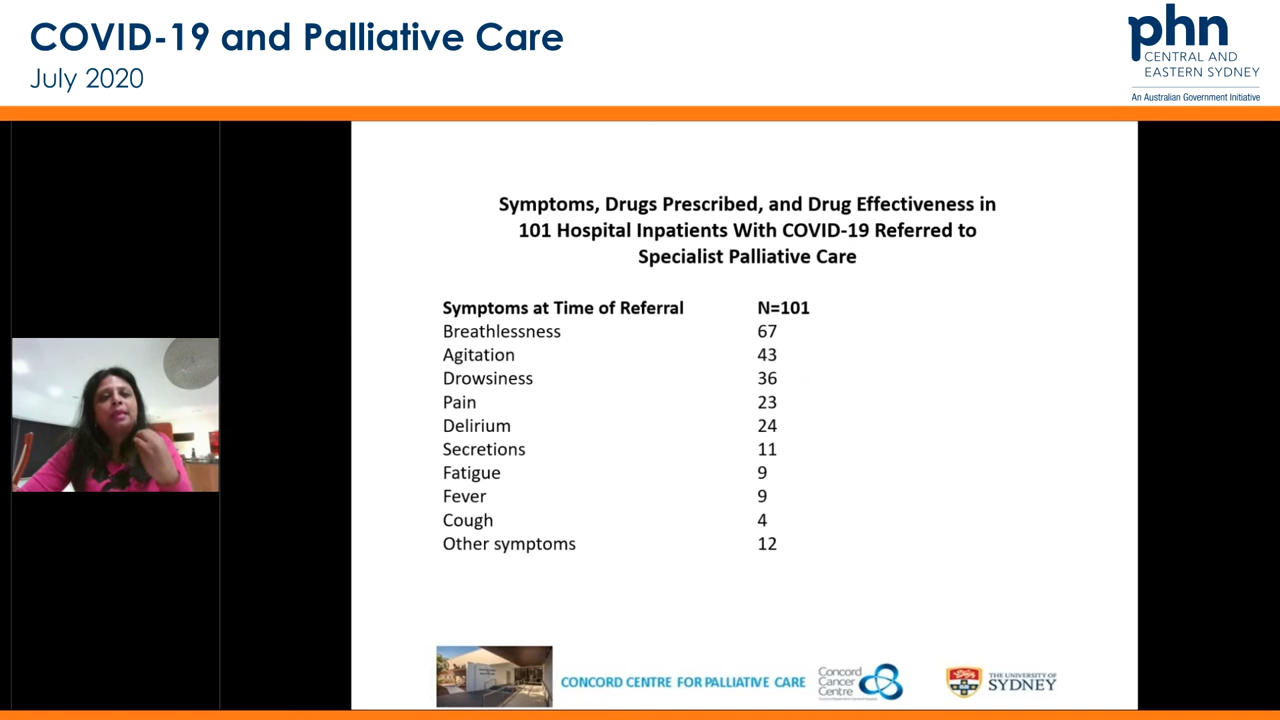 COVID-19 and Palliative Care
July 2020
phn
CENTRAL AND
EASTERN SYDNEY
An Australian Government Initiative
Symptoms, Drugs Prescribed, and Drug Effectiveness in
101 Hospital Inpatients With COVID-19 Referred to
Specialist Palliative Care
Symptoms at Time of Referral N=101
Breathlessness 67
Agitation 43
Drowsiness 36
Pain 23
Delirium 24
Secretions 11
Fatigue 9
Fever 9
Cough 4
Other symptoms 12
CONCORD CENTRE FOR PALLIATIVE CARE
Concord
Cancer
Centre
THE UNIVERSITY OF
SYDNEY